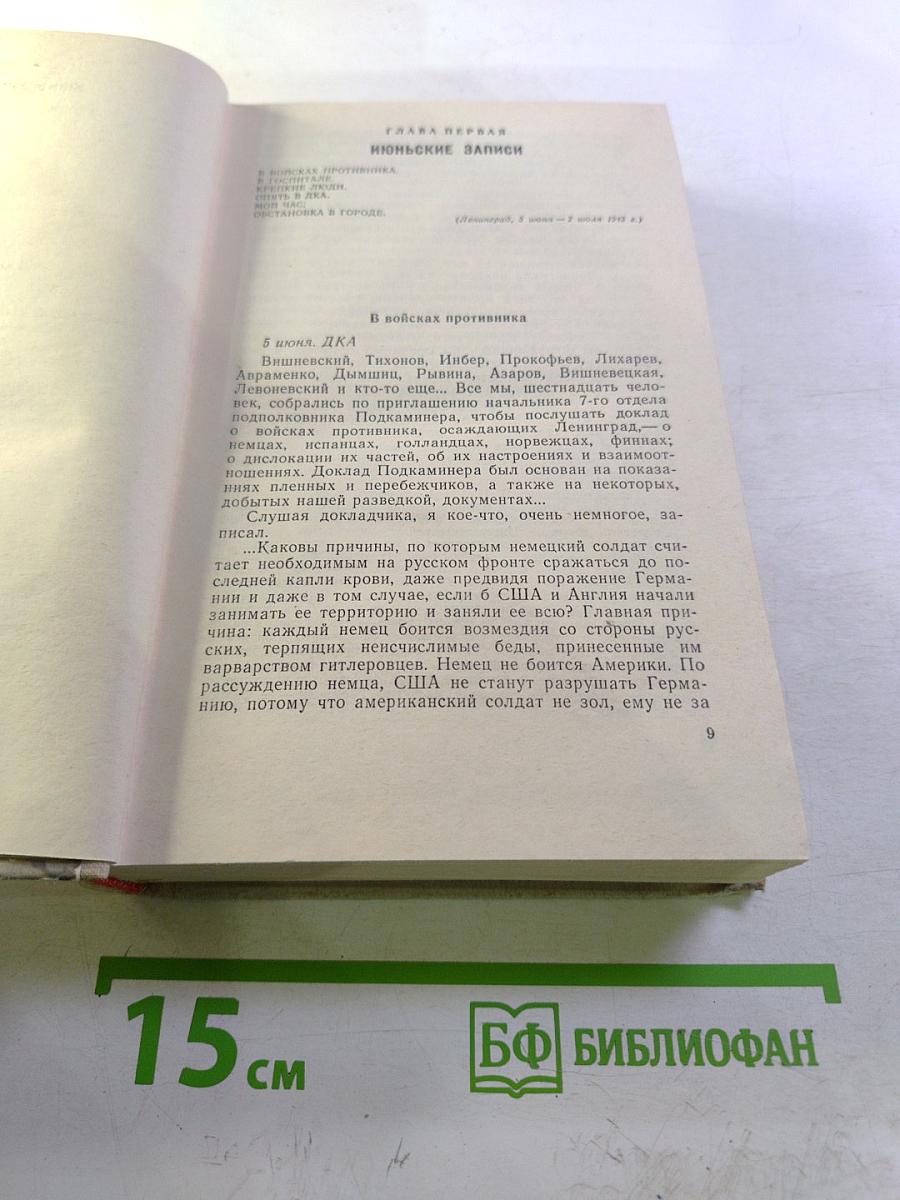 ГЛАВА ПЕРВАЯ
ИЮНЬСКИЕ ЗАПИСИ
В ВОЙСКАХ ПРОТИВНИКА.
В ГОСПИТАЛЕ.
КРЕПКИЕ ЛЮДИ.
ОПЯТЬ В ДКА.
МОЙ ЧАС.
ОБСТАНОВКА В ГОРОДЕ.
(Ленинград, 5 июня — 2 июля 1943 г.)
В войсках противника
5 июня. ДКА
Вишневский, Тихонов, Инбер, Прокофьев, Лихарев,
Авраменко, Дымшиц, Рывина, Азаров, Вишневецкая,
Левоневский и кто-то еще... Все мы, шестнадцать чело-
век, собрались по приглашению начальника 7-го отдела
подполковника Подкаминера, чтобы послушать доклад
о войсках противника, осаждающих Ленинград,— о
немцах, испанцах, голландцах, норвежцах, финнах;
о дислокации их частей, об их настроениях и взаимоот-
ношениях. Доклад Подкаминера был основан на показа-
ниях пленных и перебежчиков, а также на некоторых,
добытых нашей разведкой, документах...
Слушая докладчика, я кое-что, очень немногое, за-
писал.
...Каковы причины, по которым немецкий солдат счи-
тает необходимым на русском фронте сражаться до по-
следней капли крови, даже предвидя поражение Герма-
нии и даже в том случае, если б США и Англия начали
занимать ее территорию и заняли ее всю? Главная при-
чина: каждый немец боится возмездия со стороны рус-
ских, терпящих неисчислимые беды, принесенные им
варварством гитлеровцев. Немец не боится Америки. По
рассуждению немца, США не станут разрушать Герма-
нию, потому что американский солдат не зол, ему не за
9
15 см
БФ БИБЛИОФАН